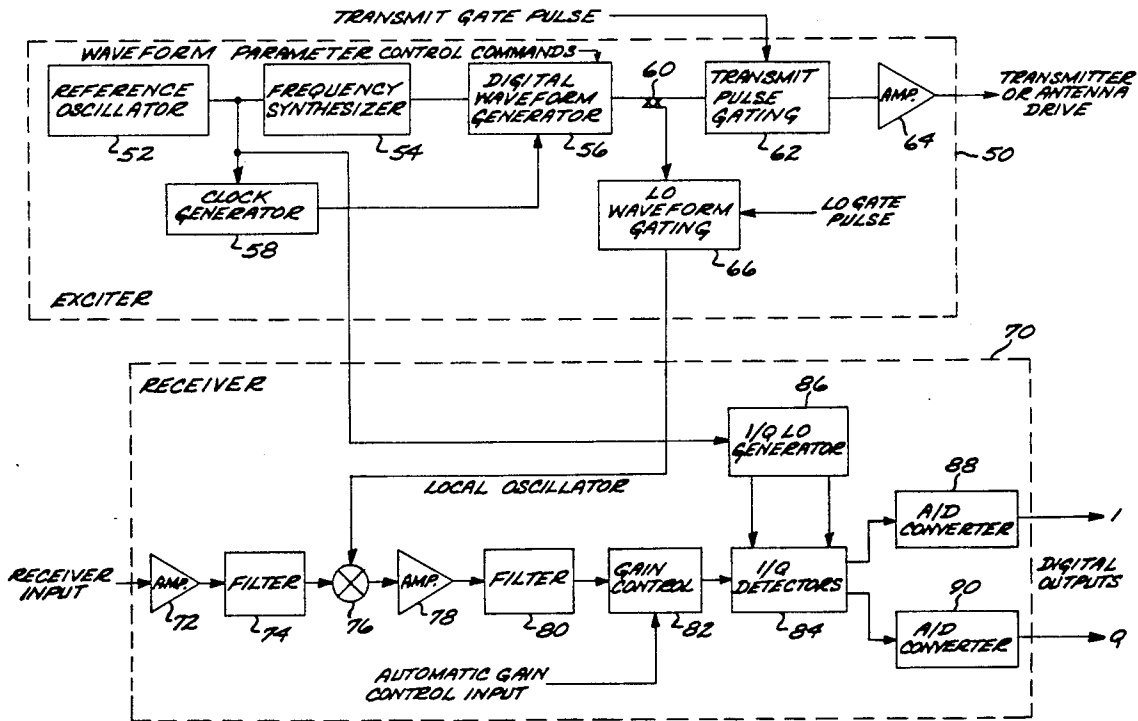 TRANSMIT GATE PULSE
WAVEFORM PARAMETER CONTROL COMMANDS
REFERENCE
OSCILLATOR
52
FREQUENCY
SYNTHESIZER
54
DIGITAL
WAVEFORM
GENERATOR
56
60
TRANSMIT
PULSE
GATING
62
AMP.
64
TRANSMITTER
OR ANTENNA
DRIVE
50
CLOCK
GENERATOR
58
LO
WAVEFORM
GATING
66
LO GATE
PULSE
EXCITER
70
RECEIVER
86
I/Q LO
GENERATOR
LOCAL OSCILLATOR
88
A/D
CONVERTER
I
RECEIVER
INPUT
AMP.
72
FILTER
74
76
AMP.
78
FILTER
80
GAIN
CONTROL
82
I/Q
DETECTORS
84
DIGITAL
OUTPUTS
90
A/D
CONVERTER
Q
AUTOMATIC GAIN
CONTROL INPUT